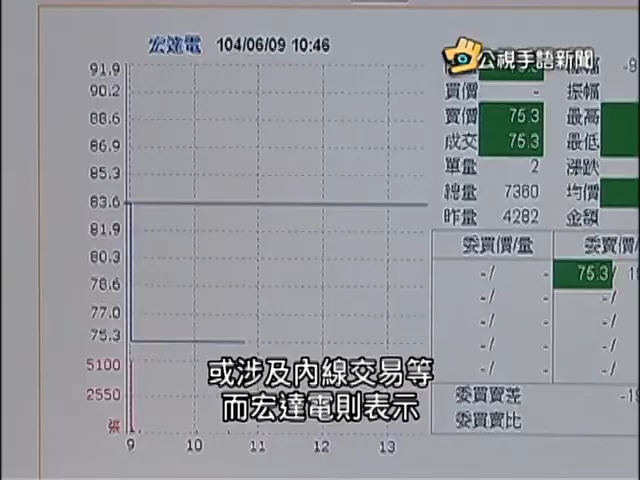 宏達電 104/06/09 10:46
公視手語新聞
91.9
90.2
88.6
86.9
85.3
83.6
81.9
80.3
78.6
77.0
75.3
5100
2550
張
9 10 11 12 13
買價 - 振幅
賣價 75.3 最高
成交 75.3 最低
單量 2 漲跌
總量 7360 均價
昨量 4282 金額
委買價/量 委賣價/
-/ - 75.3/
-/ - -/
-/ - -/
-/ - -/
-/ - -/
委買賣差
委買賣比
或涉及內線交易等
而宏達電則表示